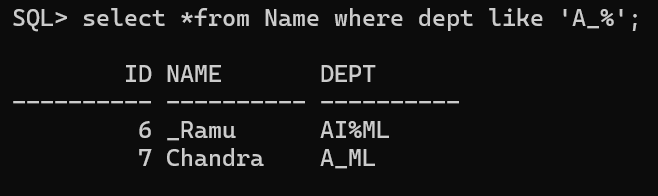 SQL> select *from Name where dept like 'A_%';
        ID NAME       DEPT
---------- ---------- ----------
         6 _Ramu      AI%ML
         7 Chandra    A_ML